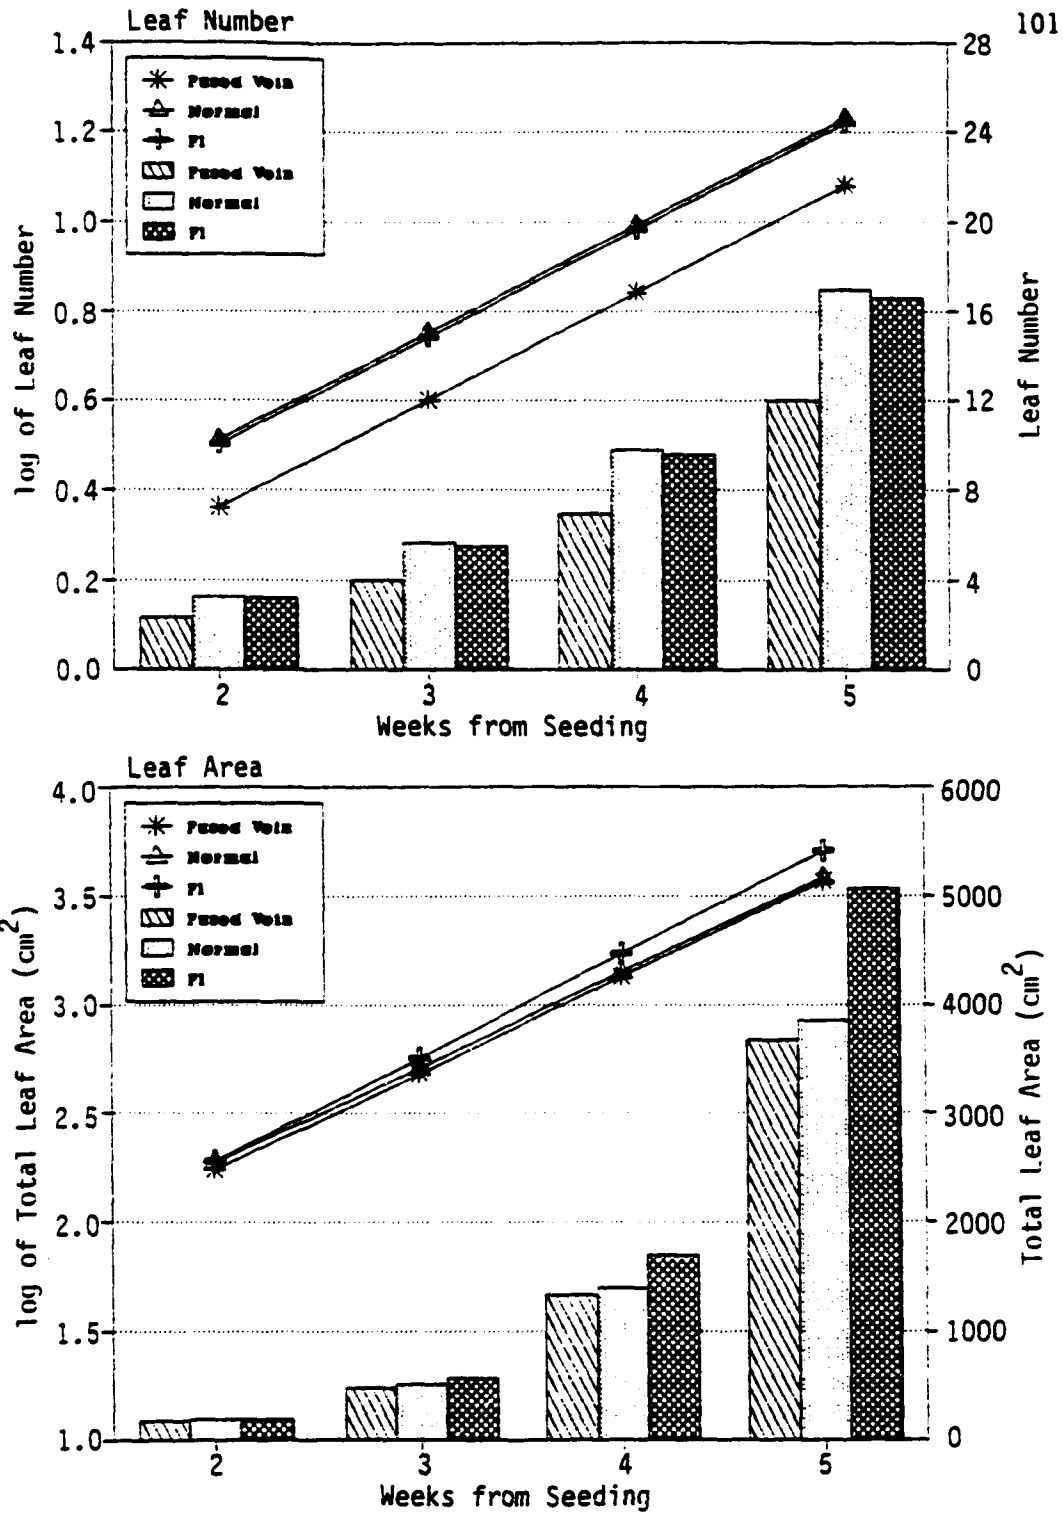 101
Leaf Number
1.4
1.2
1.0
0.8
0.6
0.4
0.2
0.0
log of Leaf Number
Fused Vein
Normal
F1
Fused Vein
Normal
F1
28
24
20
16
12
8
4
0
Leaf Number
2 3 4 5
Weeks from Seeding
Leaf Area
4.0
3.5
3.0
2.5
2.0
1.5
1.0
log of Total Leaf Area (cm²)
Fused Vein
Normal
F1
Fused Vein
Normal
F1
6000
5000
4000
3000
2000
1000
0
Total Leaf Area (cm²)
2 3 4 5
Weeks from Seeding